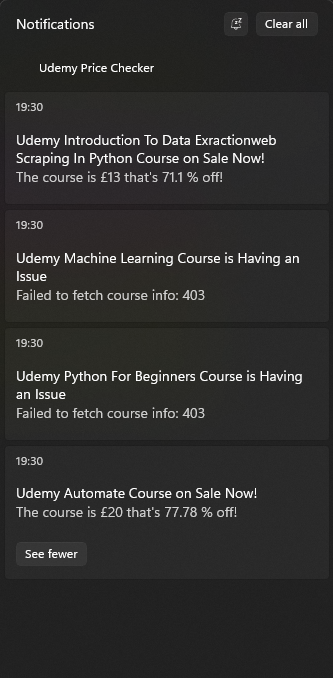 Notifications
Clear all
Udemy Price Checker
19:30
Udemy Introduction To Data Exractionweb
Scraping In Python Course on Sale Now!
The course is £13 that's 71.1 % off!
19:30
Udemy Machine Learning Course is Having an
Issue
Failed to fetch course info: 403
19:30
Udemy Python For Beginners Course is Having
an Issue
Failed to fetch course info: 403
19:30
Udemy Automate Course on Sale Now!
The course is £20 that's 77.78 % off!
See fewer